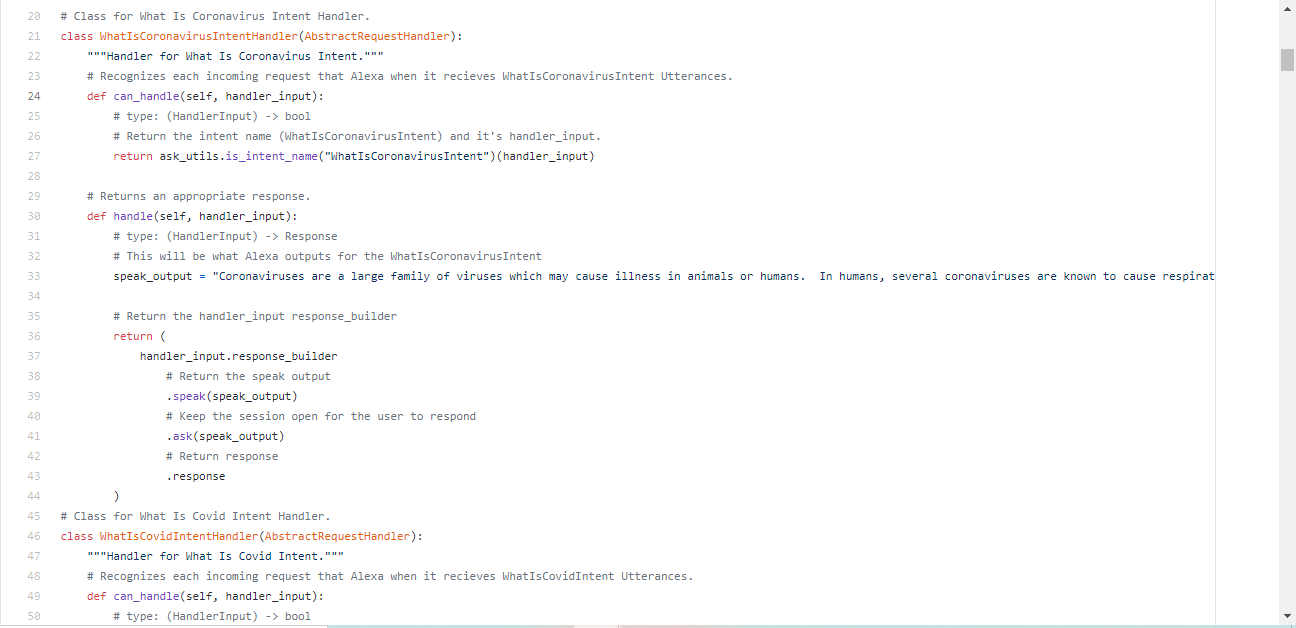 20 # Class for What Is Coronavirus Intent Handler.
21 class WhatIsCoronavirusIntentHandler(AbstractRequestHandler):
22     """Handler for What Is Coronavirus Intent."""
23     # Recognizes each incoming request that Alexa when it recieves WhatIsCoronavirusIntent Utterances.
24     def can_handle(self, handler_input):
25         # type: (HandlerInput) -> bool
26         # Return the intent name (WhatIsCoronavirusIntent) and it's handler_input.
27         return ask_utils.is_intent_name("WhatIsCoronavirusIntent")(handler_input)
28
29     # Returns an appropriate response.
30     def handle(self, handler_input):
31         # type: (HandlerInput) -> Response
32         # This will be what Alexa outputs for the WhatIsCoronavirusIntent
33         speak_output = "Coronaviruses are a large family of viruses which may cause illness in animals or humans.  In humans, several coronaviruses are known to cause respirat
34
35         # Return the handler_input response_builder
36         return (
37             handler_input.response_builder
38                 # Return the speak output
39                 .speak(speak_output)
40                 # Keep the session open for the user to respond
41                 .ask(speak_output)
42                 # Return response
43                 .response
44         )
45 # Class for What Is Covid Intent Handler.
46 class WhatIsCovidIntentHandler(AbstractRequestHandler):
47     """Handler for What Is Covid Intent."""
48     # Recognizes each incoming request that Alexa when it recieves WhatIsCovidIntent Utterances.
49     def can_handle(self, handler_input):
50         # type: (HandlerInput) -> bool